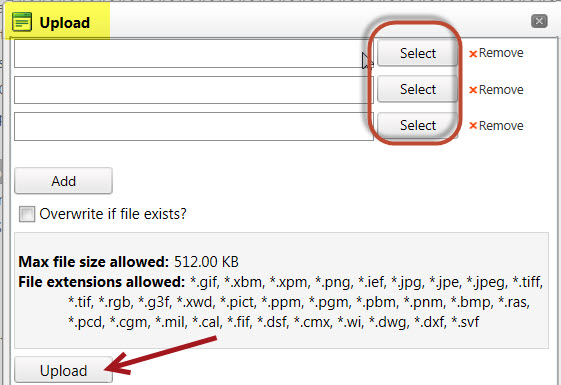 Upload
Select Remove
Select Remove
Select Remove
Add
Overwrite if file exists?
Max file size allowed: 512.00 KB
File extensions allowed: *.gif, *.xbm, *.xpm, *.png, *.ief, *.jpg, *.jpe, *.jpeg, *.tiff,
*.tif, *.rgb, *.g3f, *.xwd, *.pict, *.ppm, *.pgm, *.pbm, *.pnm, *.bmp, *.ras,
*.pcd, *.cgm, *.mil, *.cal, *.fif, *.dsf, *.cmx, *.wi, *.dwg, *.dxf, *.svf
Upload